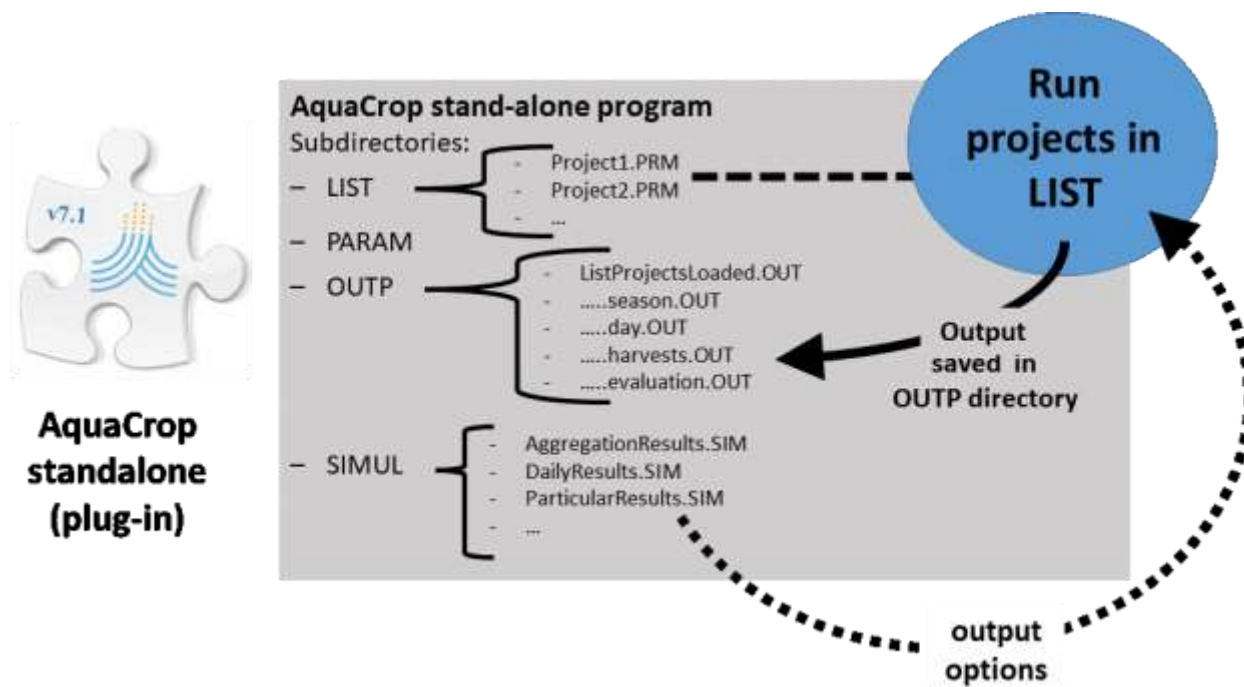 AquaCrop stand-alone program
Subdirectories:
– LIST
- Project1.PRM
- Project2.PRM
- ...
– PARAM
– OUTP
- ListProjectsLoaded.OUT
- .....season.OUT
- .....day.OUT
- .....harvests.OUT
- .....evaluation.OUT
– SIMUL
- AggregationResults.SIM
- DailyResults.SIM
- ParticularResults.SIM
- ...
Run
projects in
LIST
Output
saved in
OUTP directory
output
options
v7.1
AquaCrop
standalone
(plug-in)